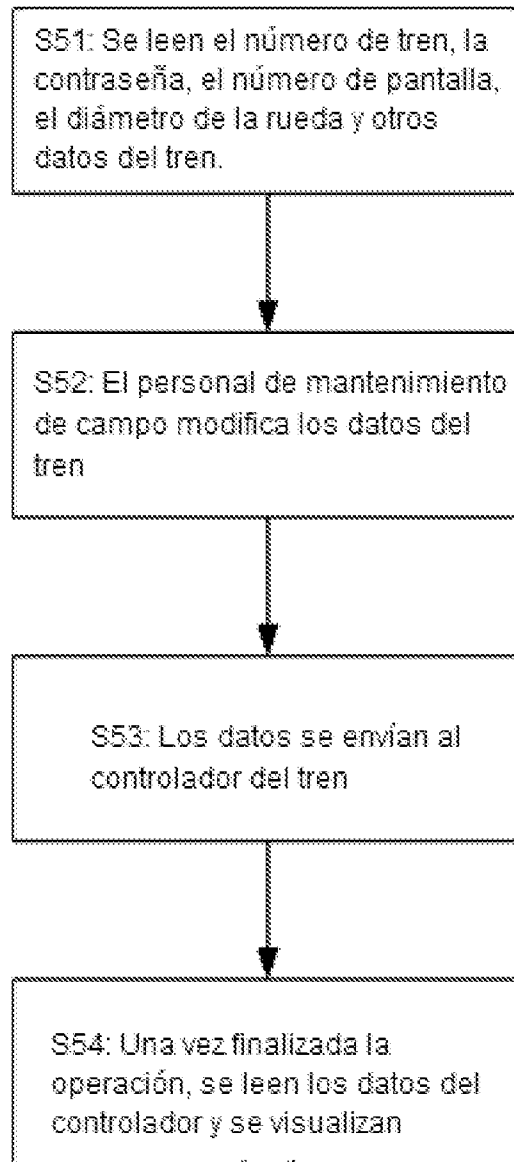 S51: Se leen el número de tren, la
contraseña, el número de pantalla,
el diámetro de la rueda y otros
datos del tren.
S52: El personal de mantenimiento
de campo modifica los datos del
tren
S53: Los datos se envían al
controlador del tren
S54: Una vez finalizada la
operación, se leen los datos del
controlador y se visualizan